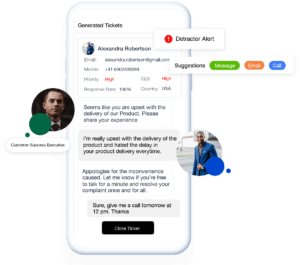 Generated Tickets
Detractor Alert
Alexandra Robertson
Email alexandra.robertson@gmail.com
Mobile
Priority High CLV High
Response Rate 100% Country USA
Suggestions Message Email Call
Seems like you are upset with the
delivery of our Product. Please
share your experience
I'm really upset with the delivery of the
product and hated the delay in
your product delivery everytime.
Customer Success Executive
Appologies for the inconvenience
caused. Let me know if you're free
to talk for a minute and resolve your
complaint once and for all.
Sure, give me a call tomorrow at
12 pm. Thanks
Close Ticket